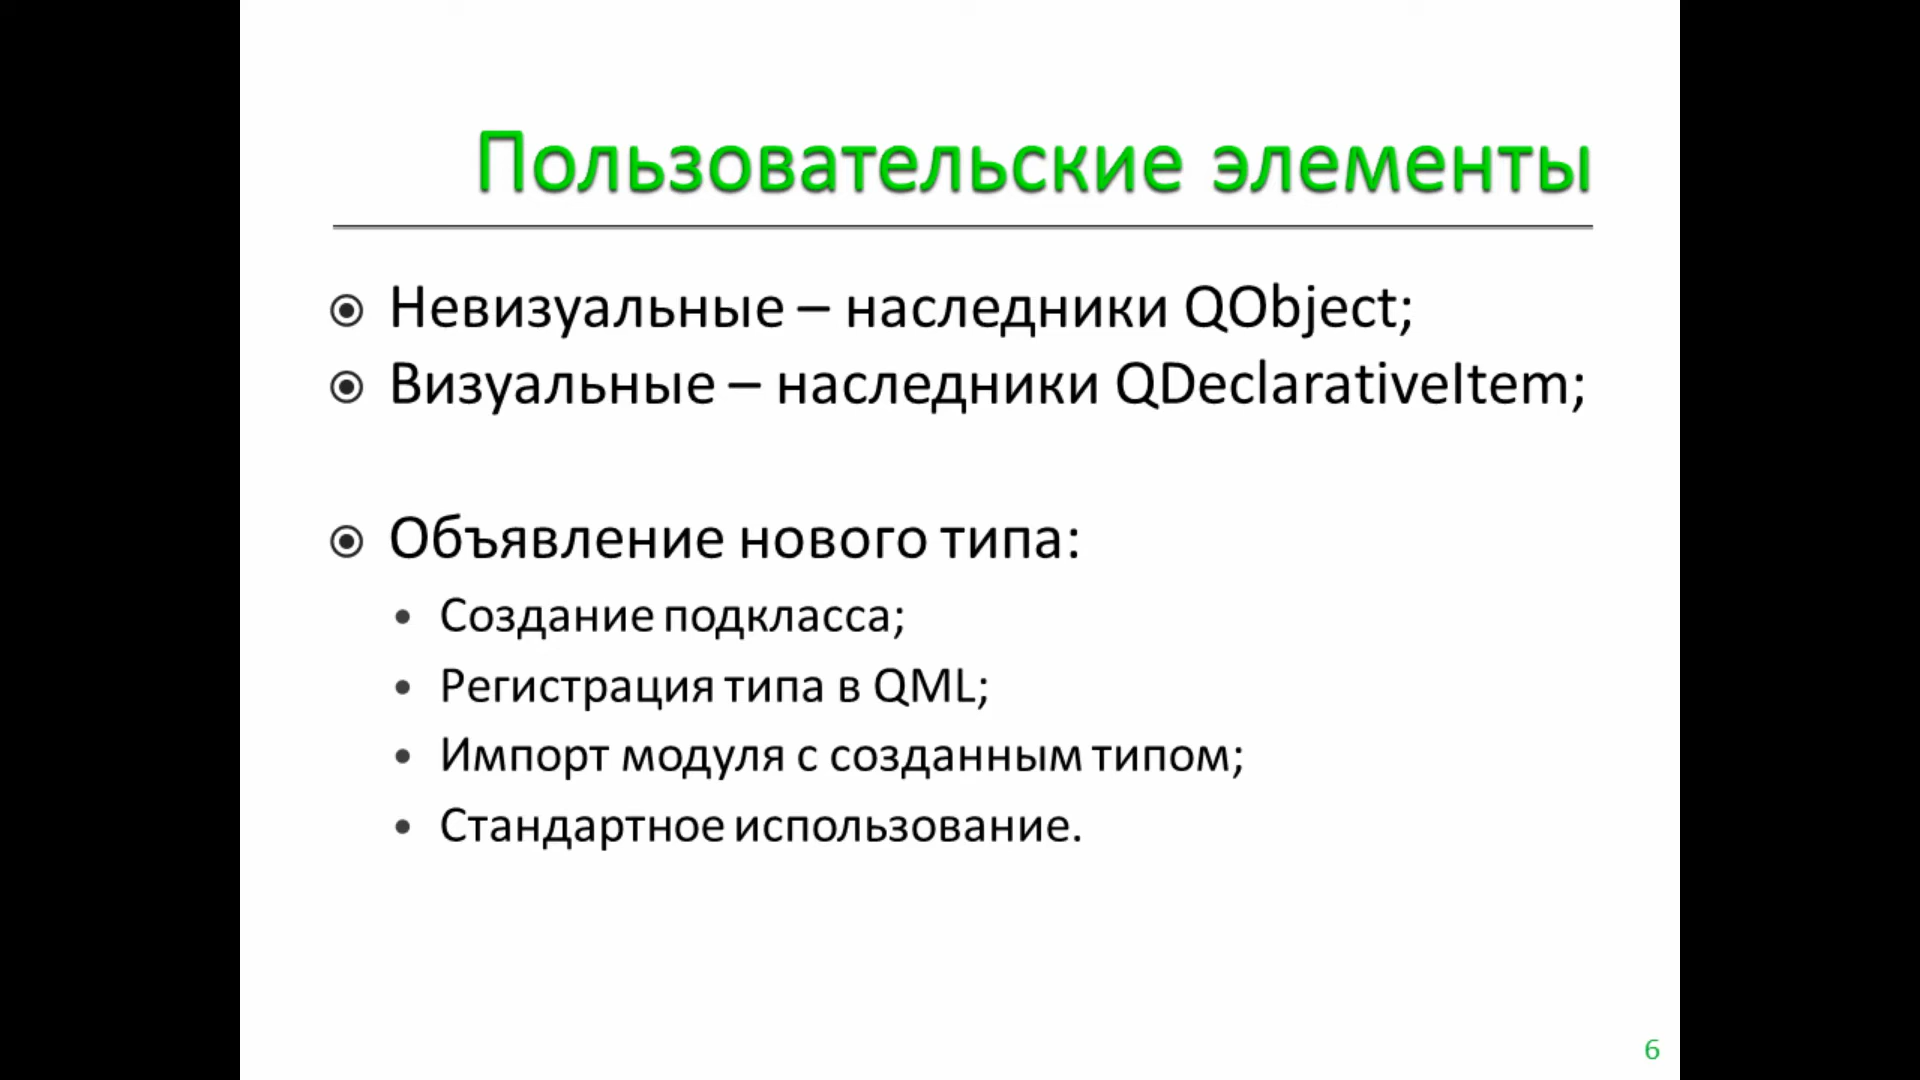 Пользовательские элементы
Невизуальные – наследники QObject;
Визуальные – наследники QDeclarativeItem;
Объявление нового типа:
Создание подкласса;
Регистрация типа в QML;
Импорт модуля с созданным типом;
Стандартное использование.
6